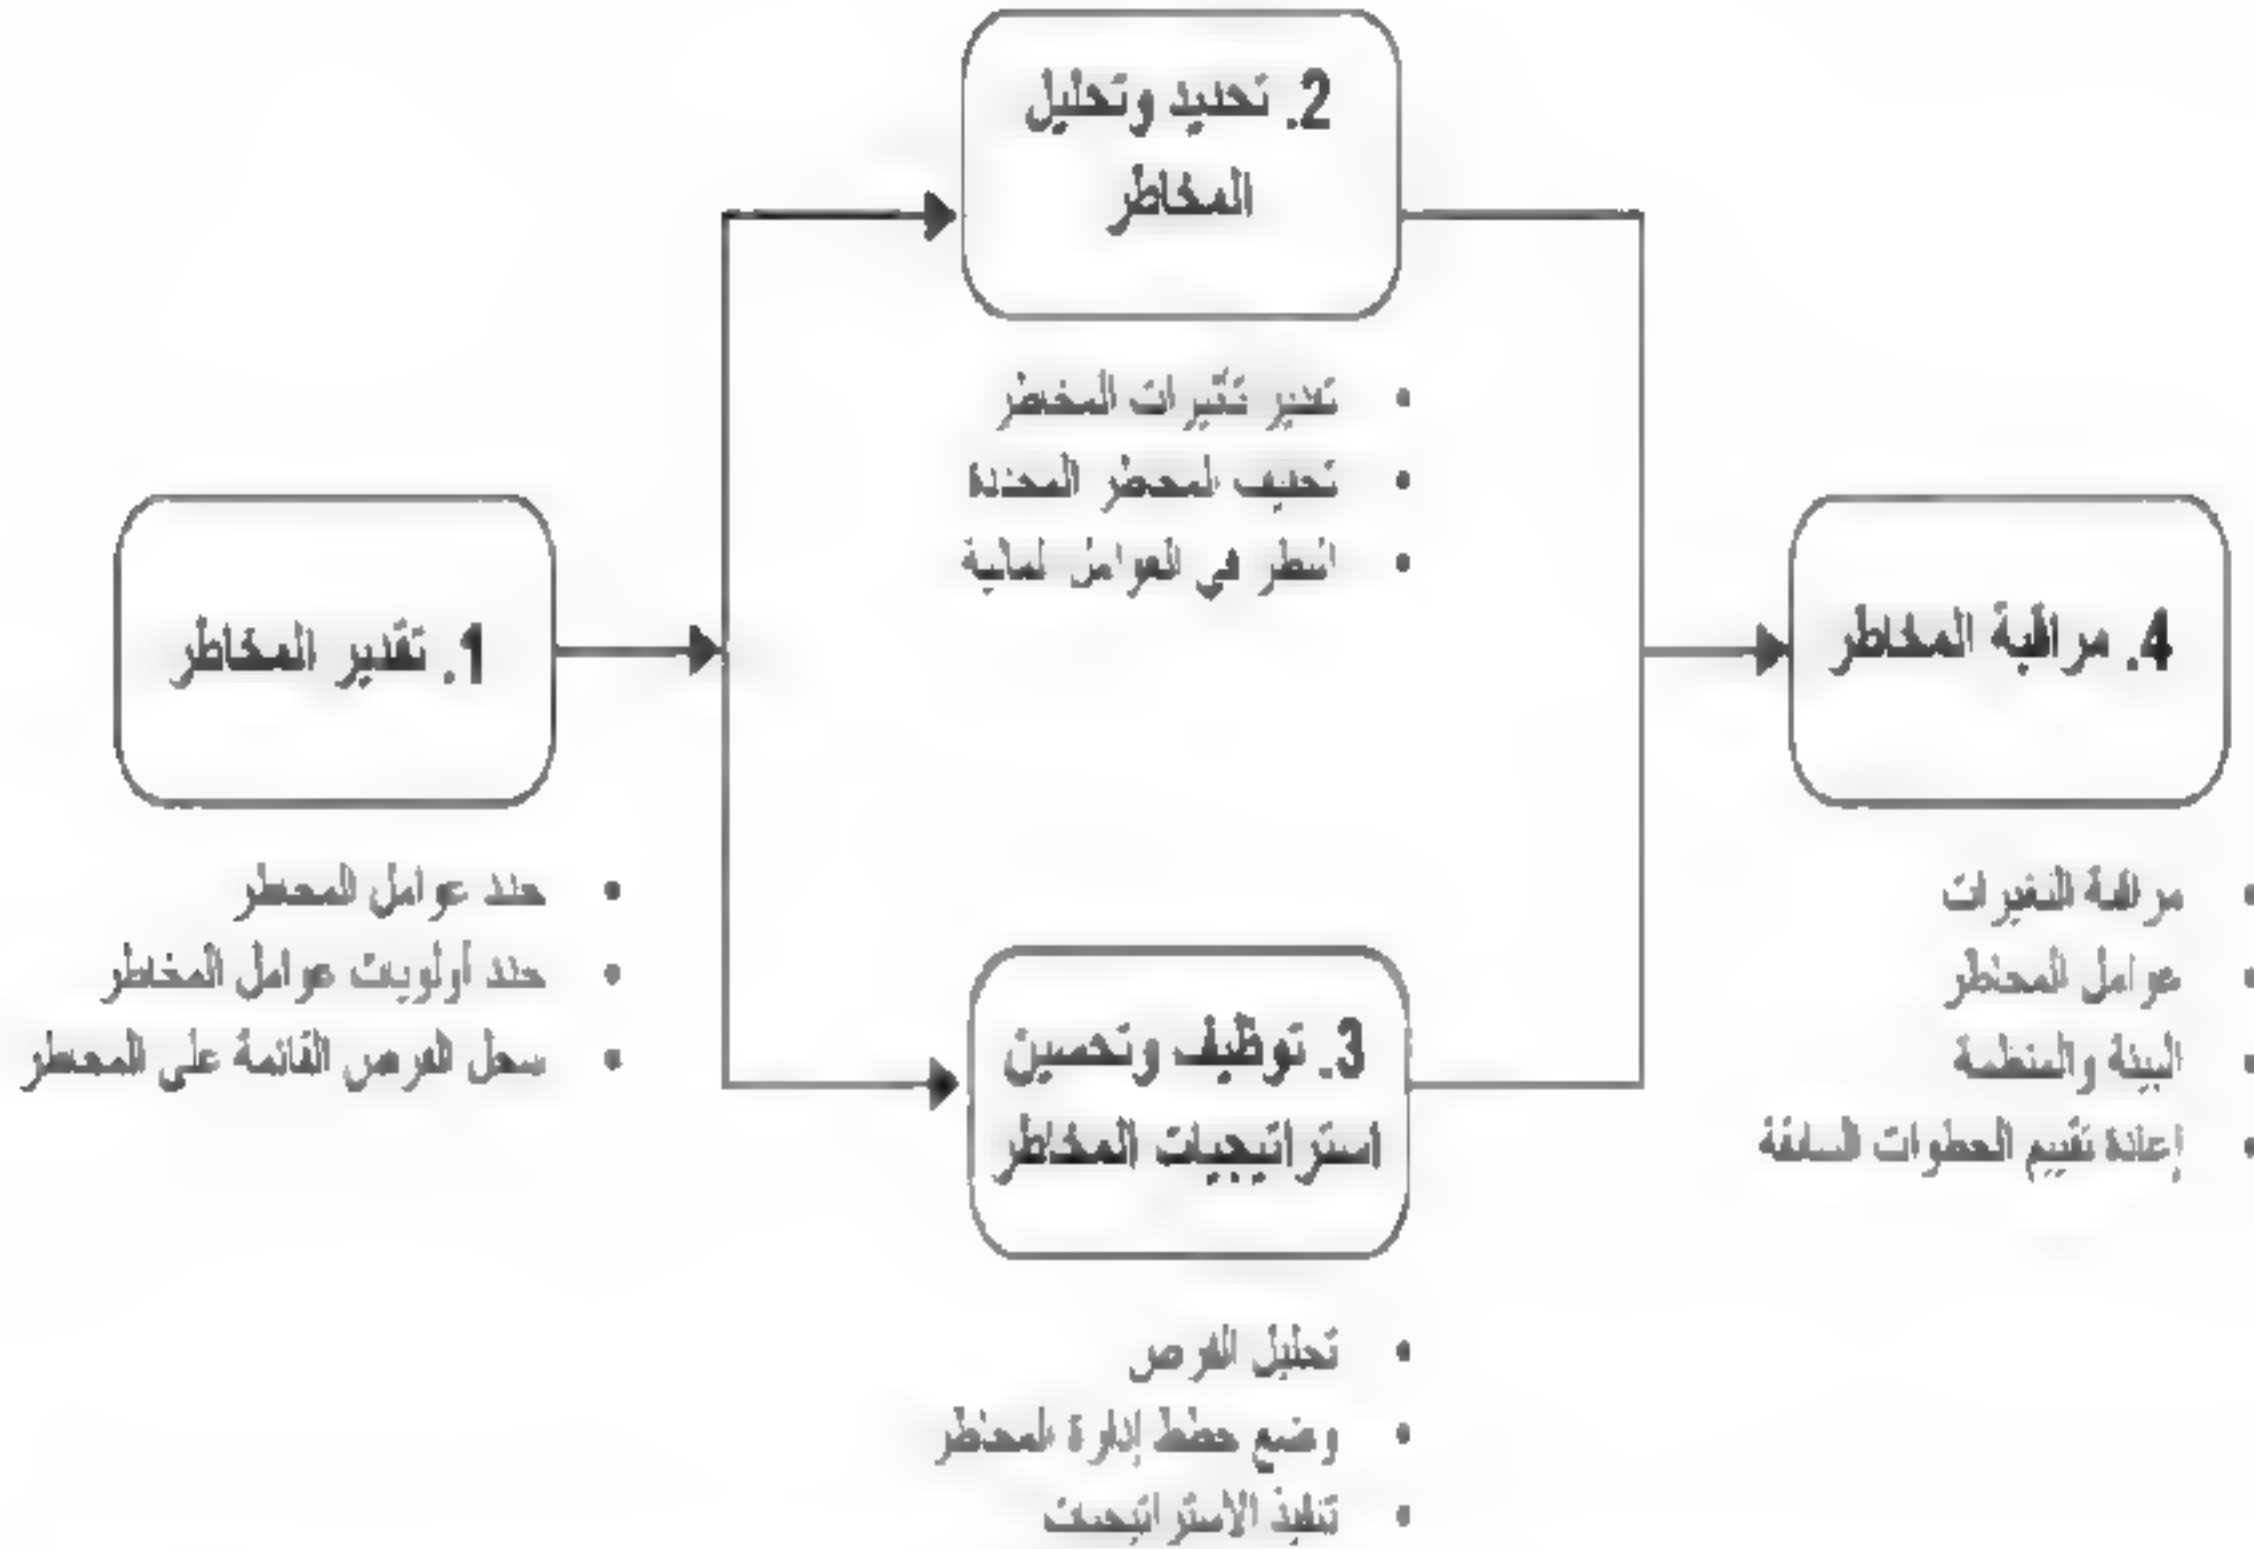 1. تقدير المخاطر
• حدد عوامل المخاطر
• حدد أولويات عوامل المخاطر
• سجل الفرص القائمة على المخاطر
2. تحديد وتحليل
المخاطر
• تقدير تأثيرات المخاطر
• تخفيف المخاطر المحددة
• النظر في العوامل المالية
3. توظيف وتحسين
استراتيجيات المخاطر
• تحليل الفرص
• وضع خطط إدارة المخاطر
• تنفيذ الاستراتيجيات
4. مراقبة المخاطر
• مراقبة التغيرات
• عوامل المخاطر
• البيئة والمنظمة
• إعادة تقييم الخطوات السابقة